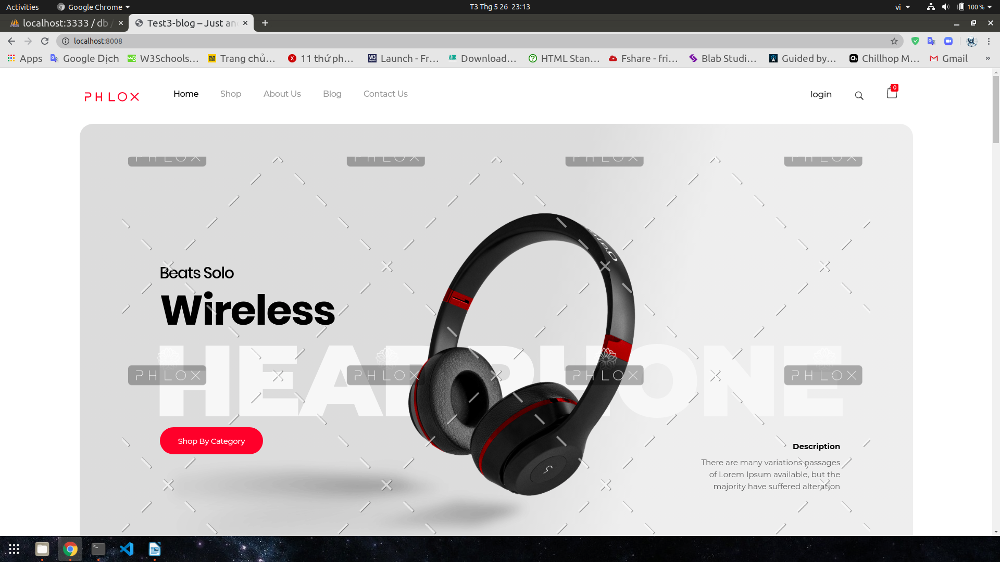 Activities Google Chrome T3 Thg 5 26 23:13 vi 100 %
localhost:3333 / db / Test3-blog – Just an
localhost:8008
Apps Google Dịch W3Schools… Trang chủ… 11 thứ ph… Launch - Fr… Download… HTML Stan… Fshare - fri… Blab Studi… Guided by… Chillhop M… Gmail »
PHLOX Home Shop About Us Blog Contact Us login 0
PHLOX PHLOX PHLOX PHLOX
Beats Solo
Wireless
HEADPHONE
PHLOX PHLOX PHLOX PHLOX
Shop By Category
Description
There are many variations passages
of Lorem Ipsum available, but the
majority have suffered alteration